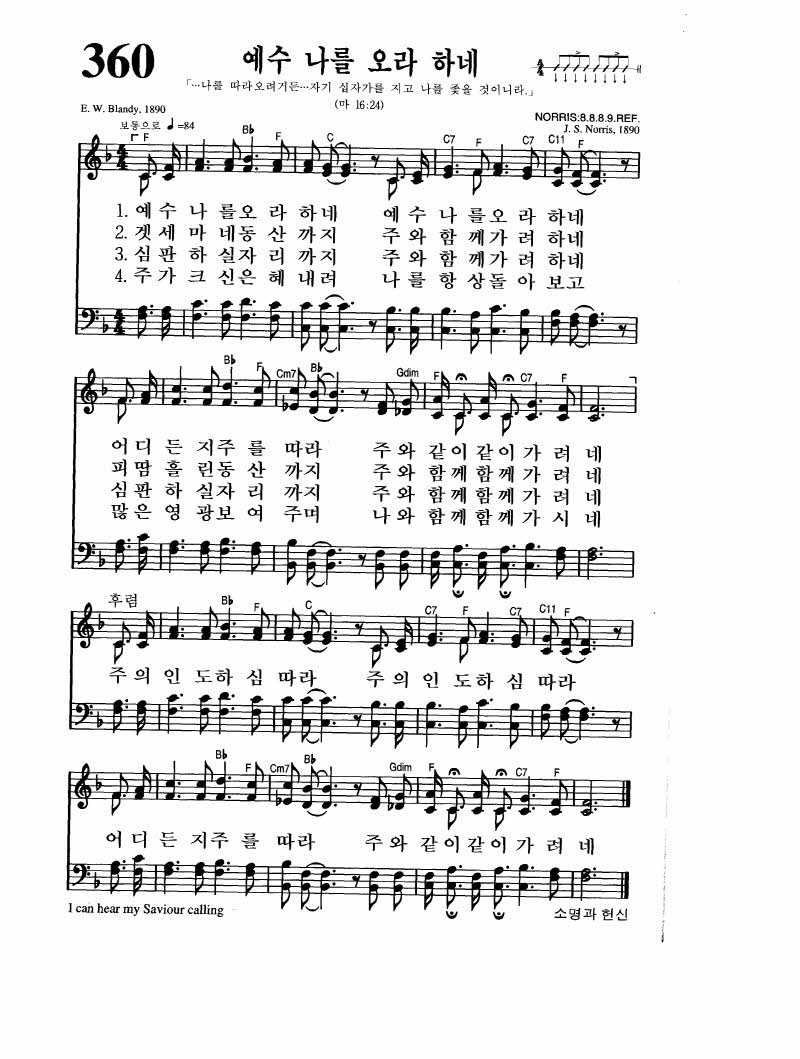 360
예수 나를 오라 하네
「…나를 따라오려거든…자기 십자가를 지고 나를 좇을 것이니라.」
(마 16:24)
E. W. Blandy, 1890
NORRIS:8.8.8.9.REF.
보통으로 ♩=84
J. S. Norris, 1890
F B♭ F C C7 F C7 C11 F
1. 예 수 나 를오 라 하네 예 수 나 를오 라 하네
2. 겟 세 마 네동 산 까지 주 와 함 께가 려 하네
3. 심 판 하 실자 리 까지 주 와 함 께가 려 하네
4. 주 가 크 신은 혜 내려 나 를 항 상돌 아 보고
B♭ F Cm7 B♭ Gdim F C7 F
어 디 든 지주 를 따라 주 와 같 이 같 이 가 려 네
피 땀 흘 린동 산 까지 주 와 함 께 함 께 가 려 네
심 판 하 실자 리 까지 주 와 함 께 함 께 가 려 네
많 은 영 광보 여 주며 나 와 함 께 함 께 가 시 네
후렴
B♭ F C C7 F C7 C11 F
주 의 인 도하 심 따라 주 의 인 도하 심 따라
B♭ F Cm7 B♭ Gdim F C7 F
어 디 든 지주 를 따라 주 와 같 이 같 이 가 려 네
I can hear my Saviour calling
소명과 헌신